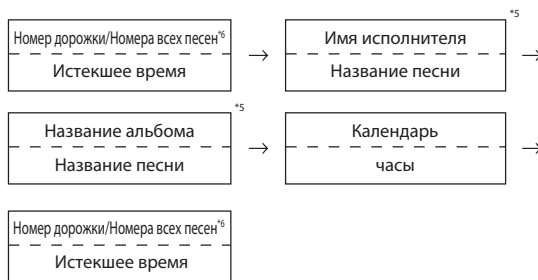 Номер дорожки/Номера всех песен*6
Истекшее время
→
*5
Имя исполнителя
Название песни
→
*5
Название альбома
Название песни
→
Календарь
часы
→
Номер дорожки/Номера всех песен*6
Истекшее время